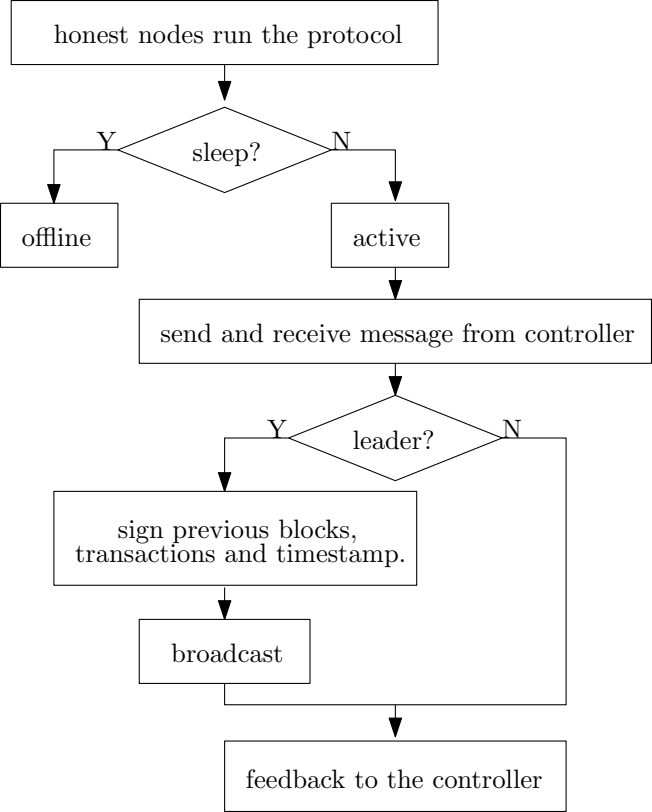 honest nodes run the protocol
Y
sleep?
N
offline
active
send and receive message from controller
Y
leader?
N
sign previous blocks,
transactions and timestamp.
broadcast
feedback to the controller